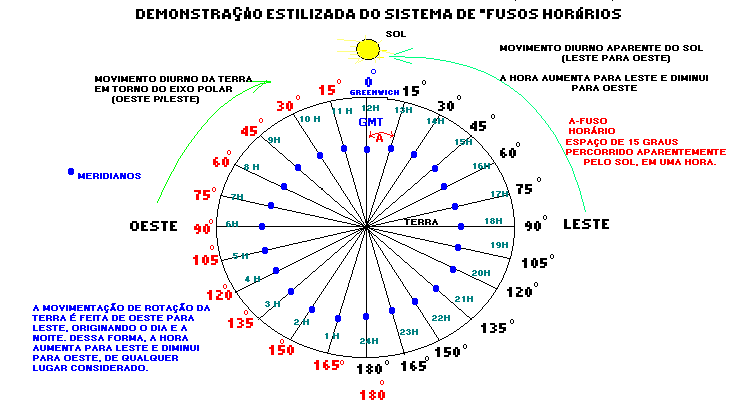 DEMONSTRAÇÃO ESTILIZADA DO SISTEMA DE "FUSOS HORÁRIOS
SOL
MOVIMENTO DIURNO APARENTE DO SOL
(LESTE PARA OESTE)
A HORA AUMENTA PARA LESTE E DIMINUI
PARA OESTE
MOVIMENTO DIURNO DA TERRA
EM TORNO DO EIXO POLAR
(OESTE P/LESTE)
0°
GREENWICH
15°
30°
45°
60°
75°
OESTE
90°
105°
120°
135°
150°
165°
180°
180°
15°
30°
45°
60°
75°
90°
LESTE
105°
120°
135°
150°
165°
12H
GMT
A
13H
14H
15H
16H
17H
18H
19H
20H
21H
22H
23H
24H
1 H
2 H
3 H
4 H
5 H
6H
7H
8 H
9H
10 H
11 H
TERRA
A-FUSO
HORÁRIO
ESPAÇO DE 15 GRAUS
PERCORRIDO APARENTEMENTE
PELO SOL, EM UMA HORA.
MERIDIANOS
A MOVIMENTAÇÃO DE ROTAÇÃO DA
TERRA É FEITA DE OESTE PARA
LESTE, ORIGINANDO O DIA E A
NOITE. DESSA FORMA, A HORA
AUMENTA PARA LESTE E DIMINUI
PARA OESTE, DE QUALQUER
LUGAR CONSIDERADO.